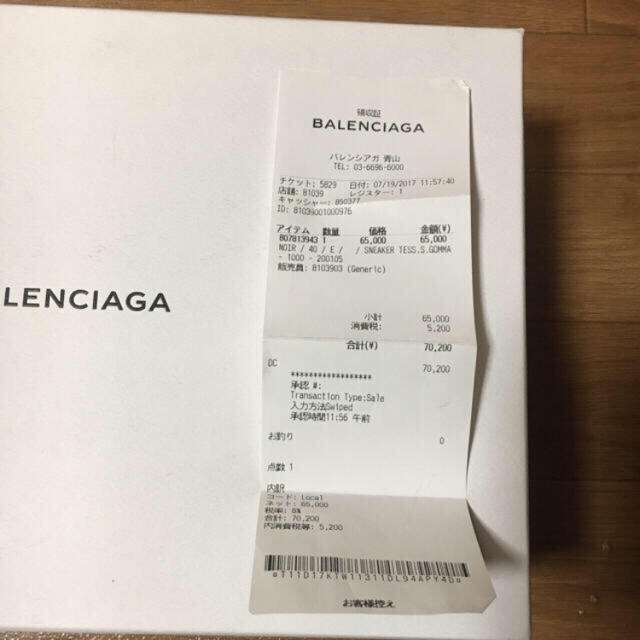 LENCIAGA
領収証
BALENCIAGA
バレンシアガ 青山
TEL: 03-6696-6000
チケット: 5829 日付: 07/19/2017 11:57:40
店舗: 81039 レジスター: 1
キャッシャー: 850377
ID: 81039001000976
アイテム 数量 価格 金額(¥)
807813943 1 65,000 65,000
NOIR / 40 / E / / SNEAKER TESS.S.GOMMA
- 1000 - 200105
販売員: 8103903 (Generic)
小計 65,000
消費税: 5,200
合計(¥) 70,200
DC 70,200
******************
承認 #:
Transaction Type:Sale
入力方法Swiped
承認時間11:56 午前
お釣り 0
点数 1
内訳
コード: Local
ネット: 65,000
税率: 8%
合計: 70,200
内消費税等: 5,200
お客様控え